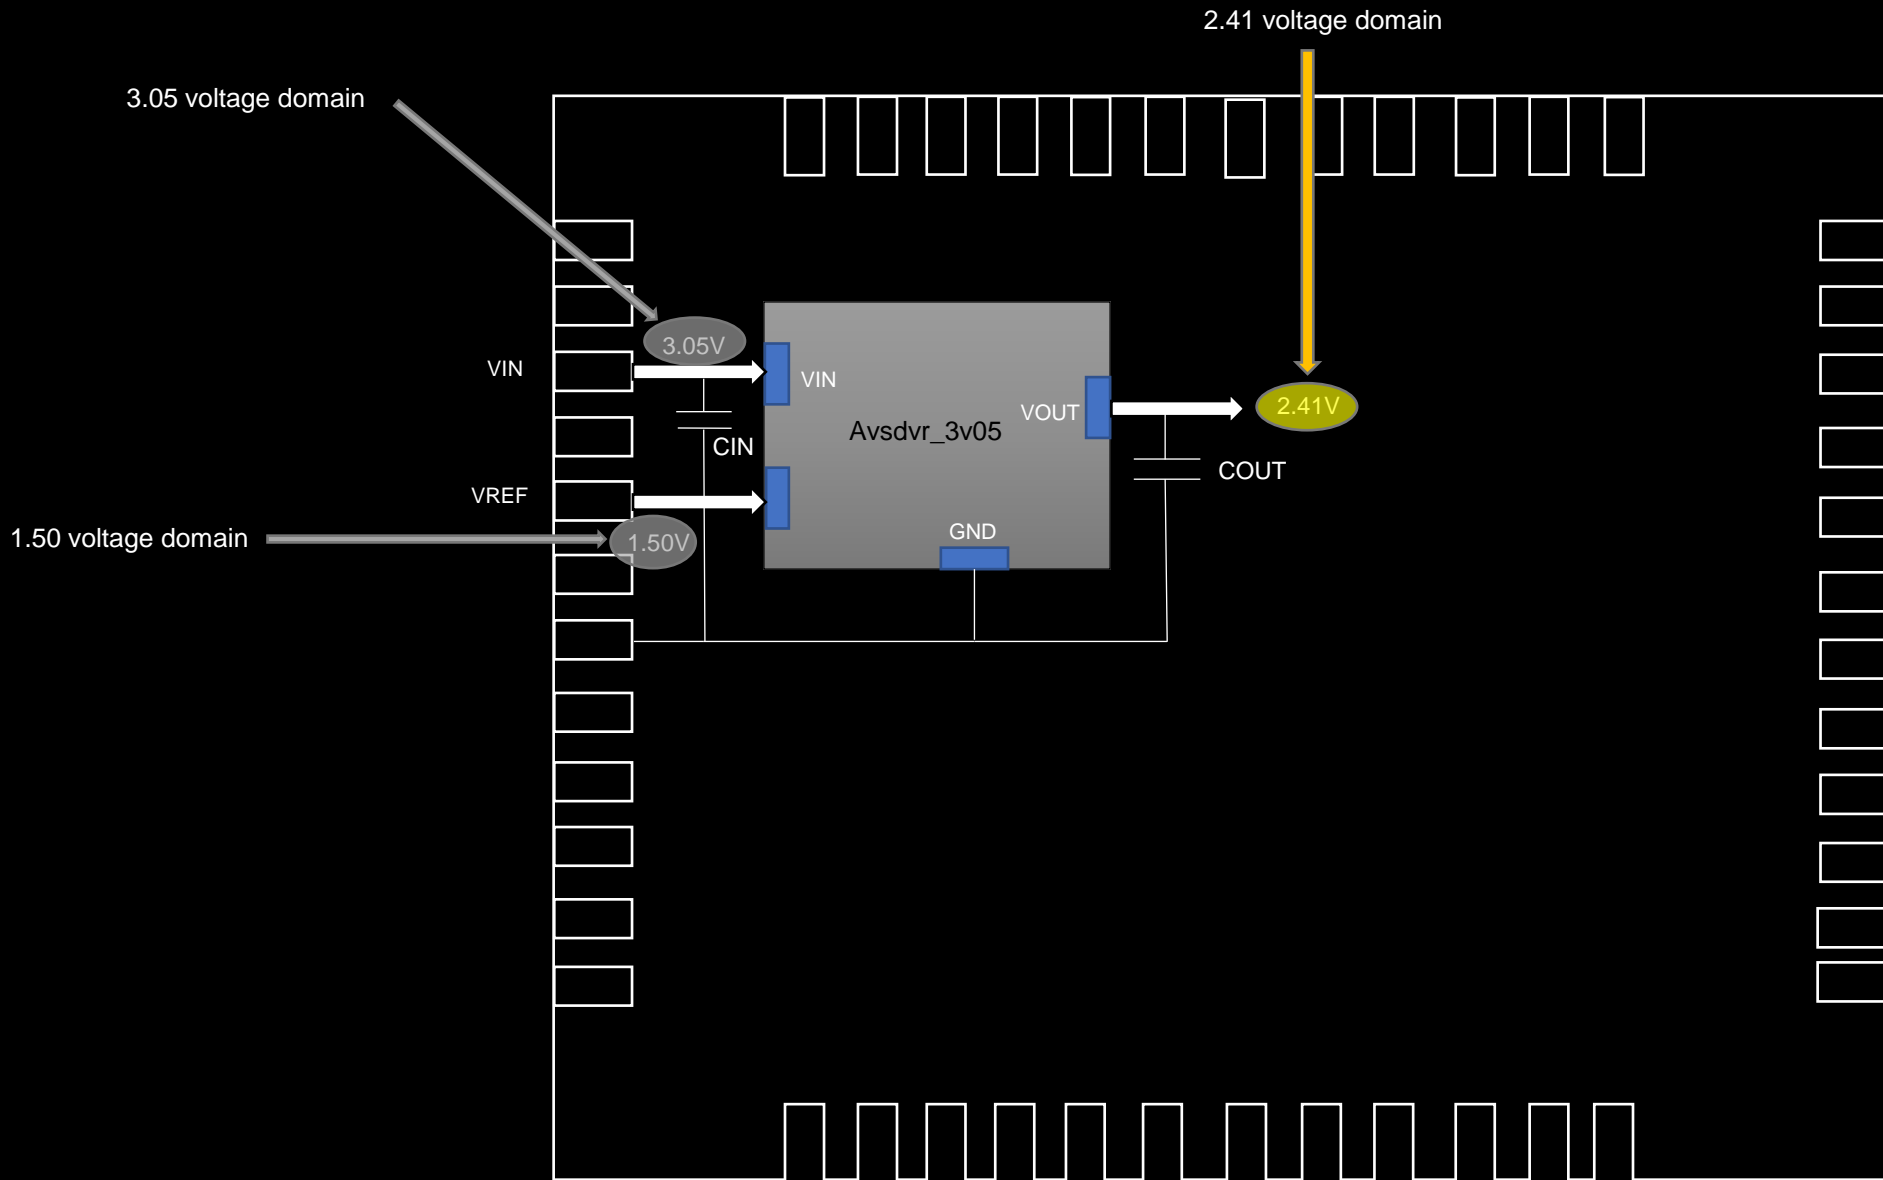 2.41 voltage domain
3.05 voltage domain
3.05V
VIN
VIN
2.41V
VOUT
Avsdvr_3v05
CIN
COUT
VREF
GND
1.50 voltage domain
1.50V